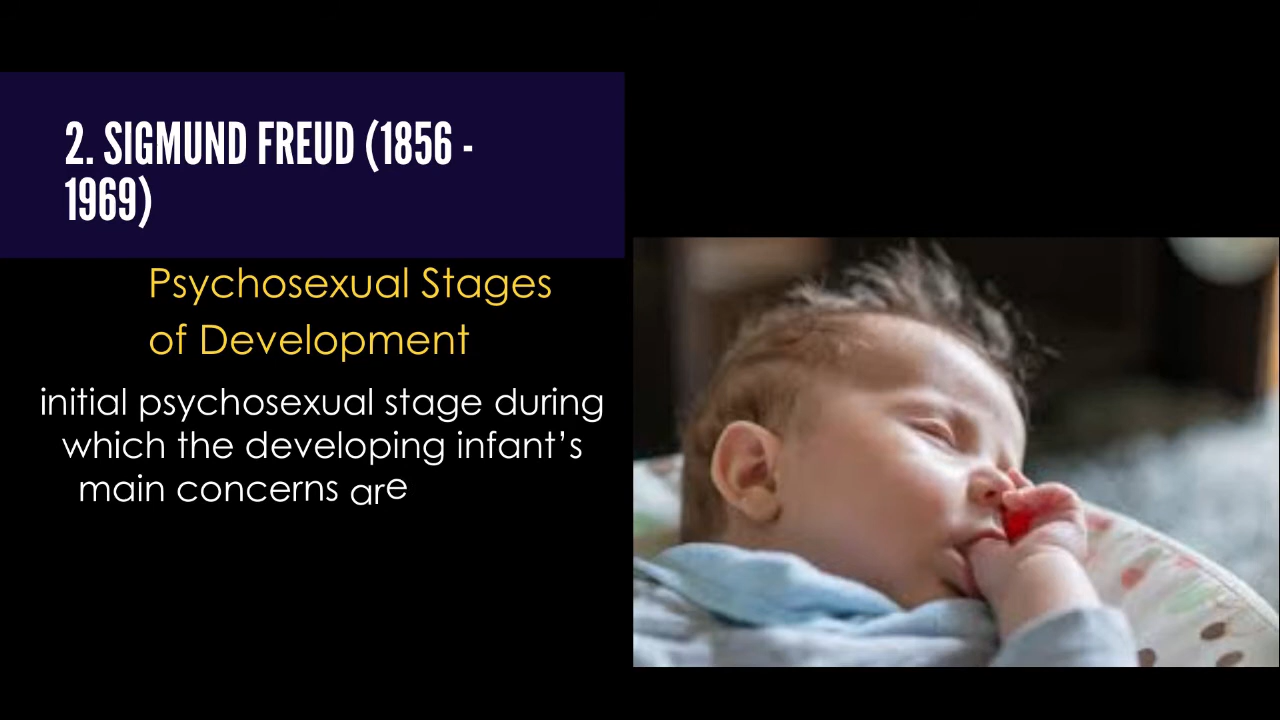 2. SIGMUND FREUD (1856 -
1969)
Psychosexual Stages
of Development
initial psychosexual stage during
which the developing infant’s
main concerns are